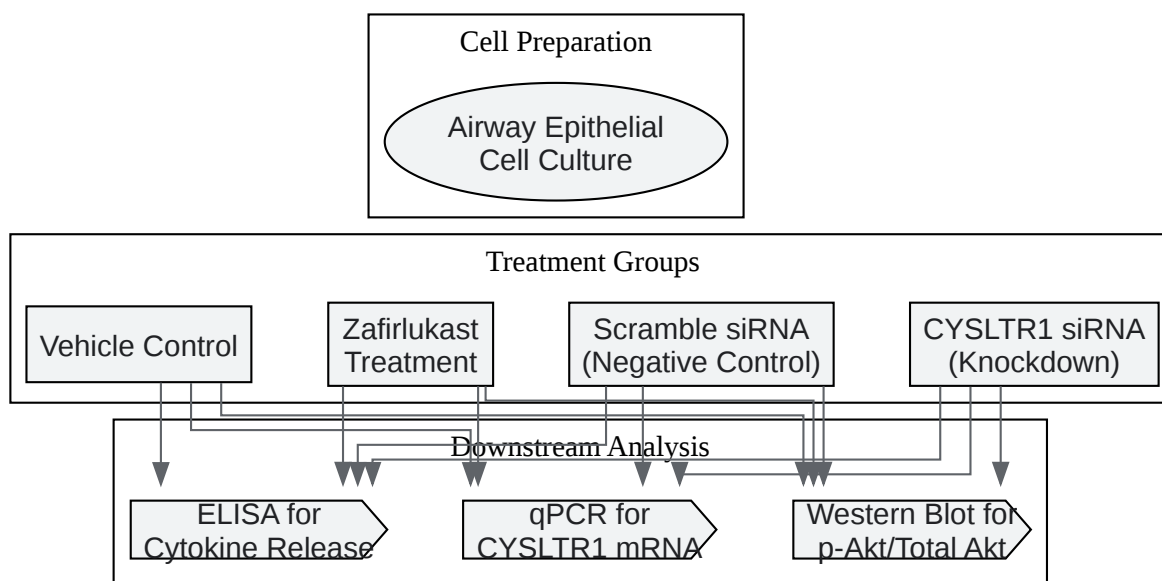 Cell Preparation
Airway Epithelial
Cell Culture
Treatment Groups
Vehicle Control
Zafirlukast
Treatment
Scramble siRNA
(Negative Control)
CYSLTR1 siRNA
(Knockdown)
Downstream Analysis
ELISA for
Cytokine Release
qPCR for
CYSLTR1 mRNA
Western Blot for
p-Akt/Total Akt